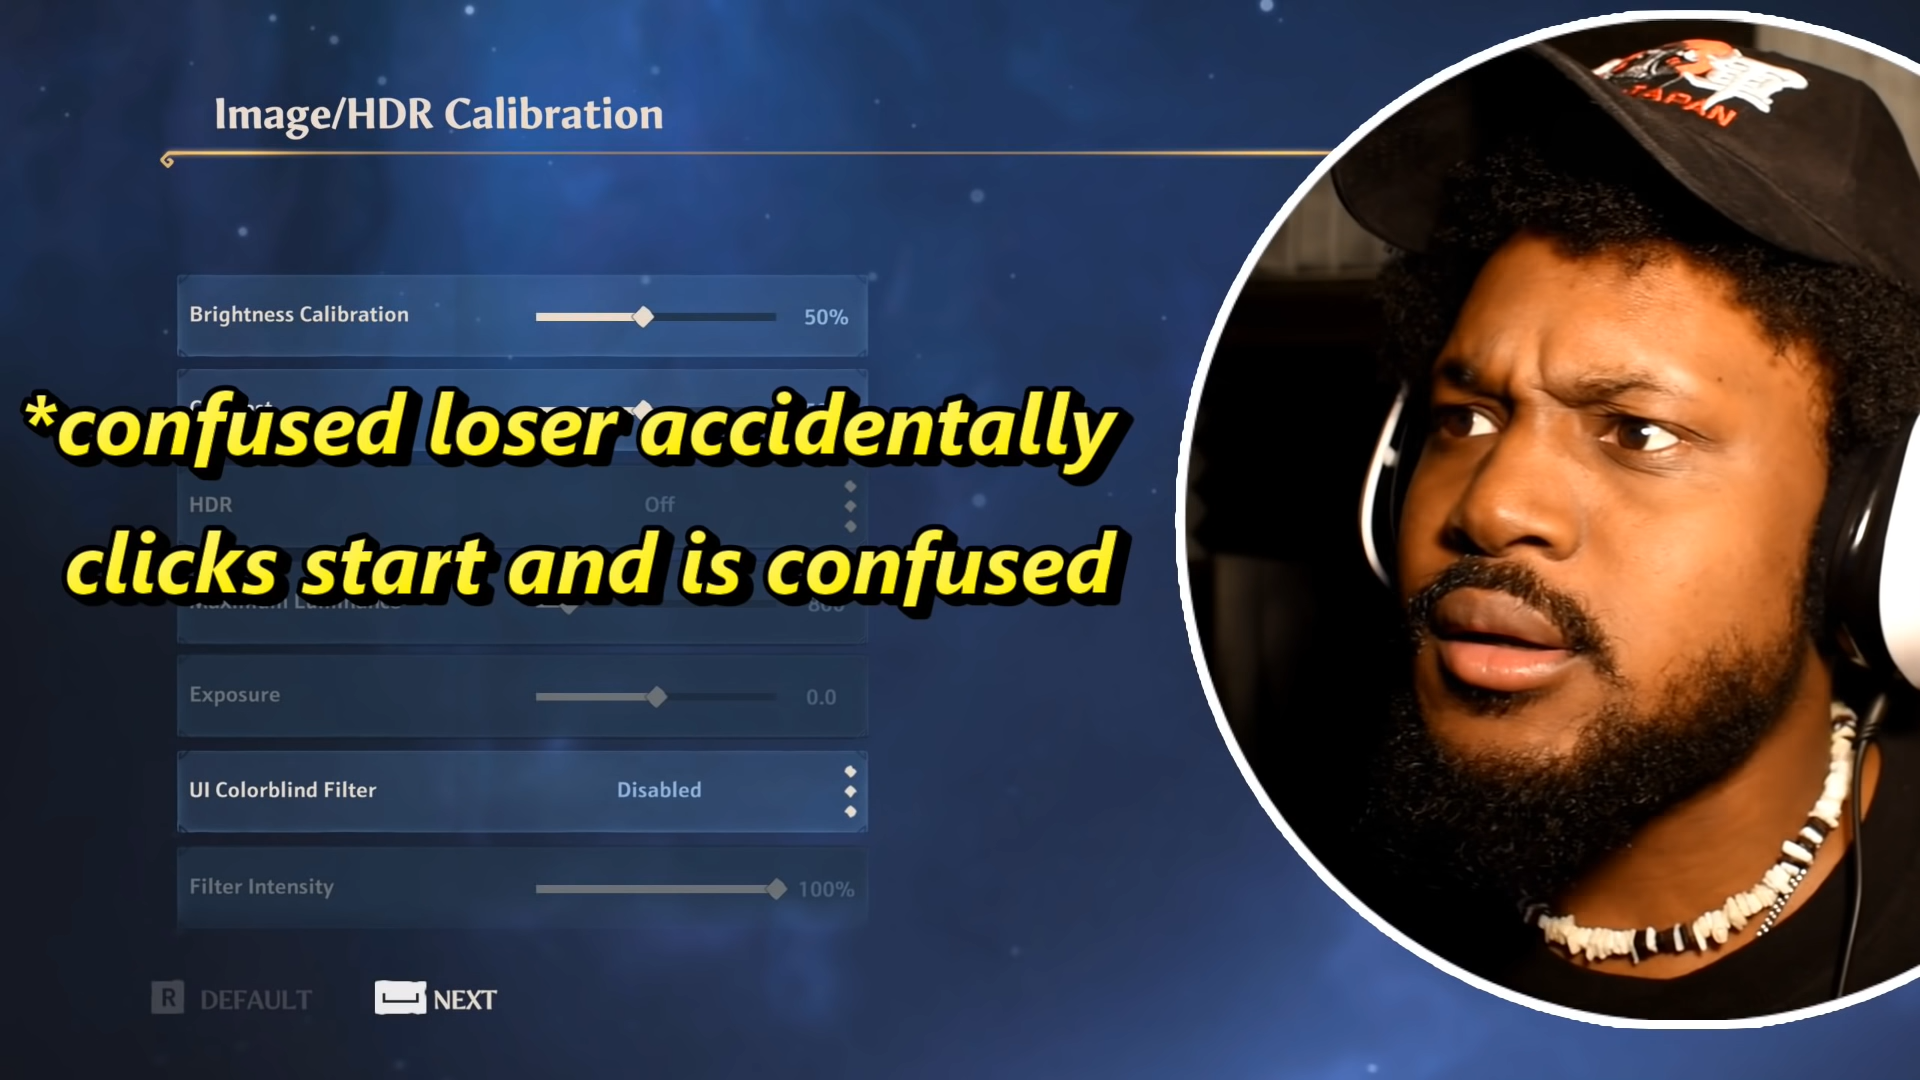 Image/HDR Calibration
Brightness Calibration 50%
*confused loser accidentally
HDR Off
clicks start and is confused
Exposure 0.0
UI Colorblind Filter Disabled
Filter Intensity 100%
R DEFAULT NEXT
JAPAN